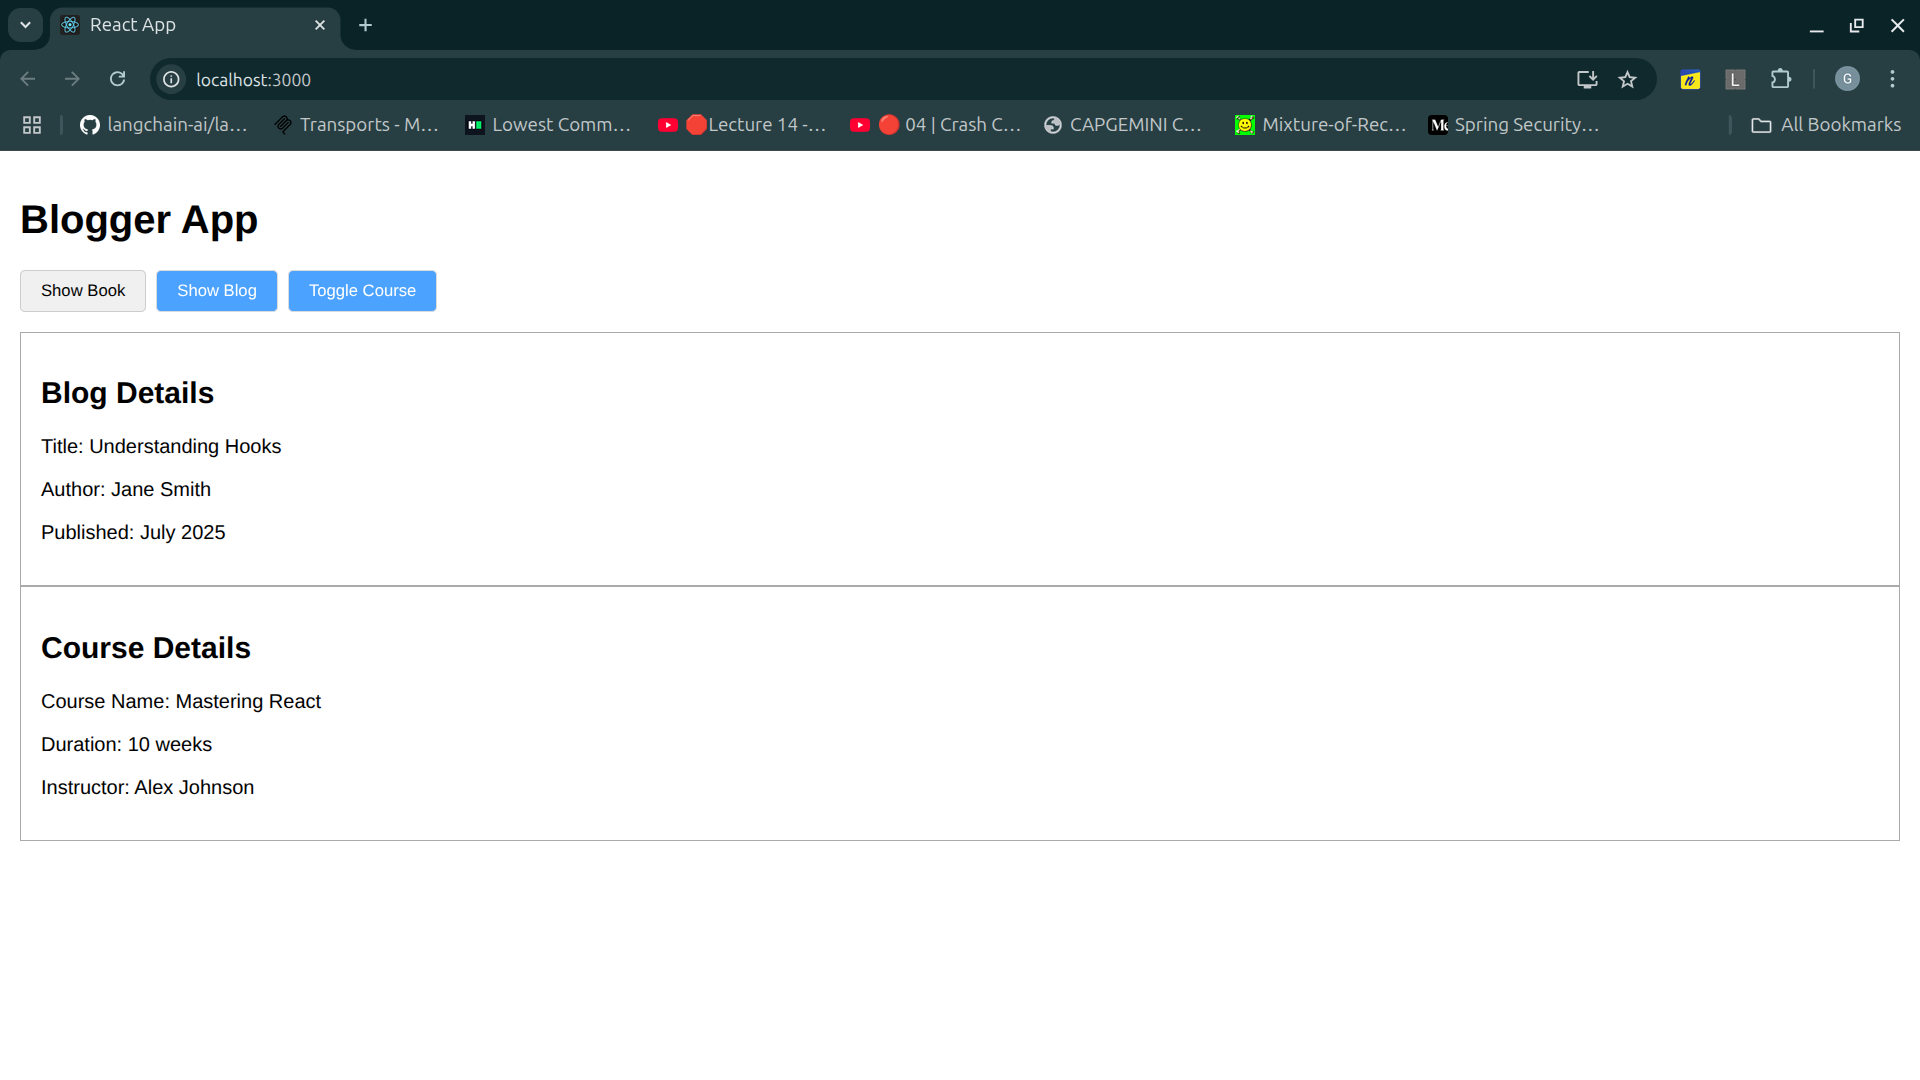 React App
localhost:3000
L
G
langchain-ai/la...
Transports - M...
Lowest Comm...
Lecture 14 -...
04 | Crash C...
CAPGEMINI C...
Mixture-of-Rec...
Spring Security...
All Bookmarks
Blogger App
Show Book
Show Blog
Toggle Course
Blog Details
Title: Understanding Hooks
Author: Jane Smith
Published: July 2025
Course Details
Course Name: Mastering React
Duration: 10 weeks
Instructor: Alex Johnson